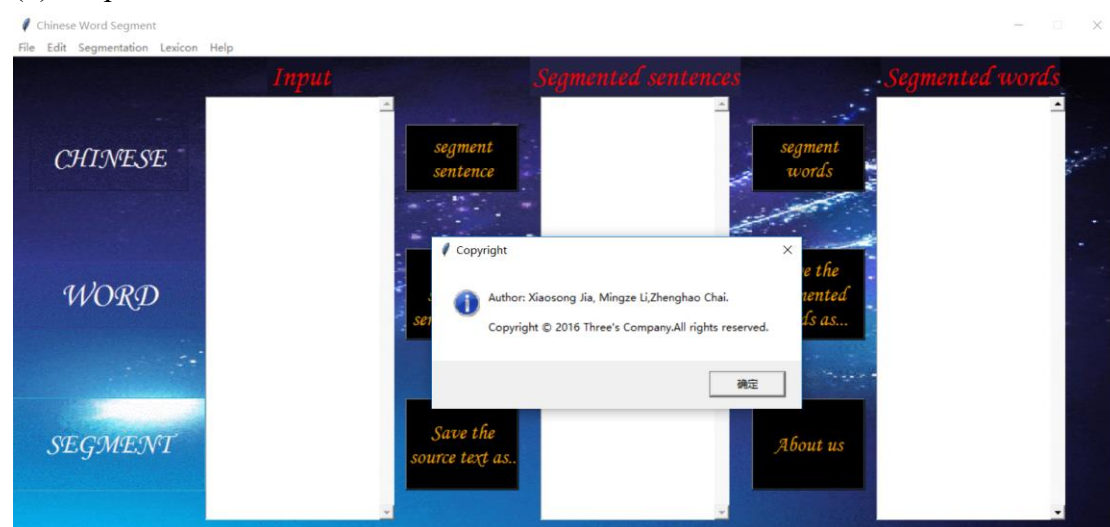 Chinese Word Segment
File Edit Segmentation Lexicon Help
Input
Segmented sentences
Segmented words
CHINESE
segment
sentence
segment
words
WORD
Copyright
Author: Xiaosong Jia, Mingze Li,Zhenghao Chai.
Copyright © 2016 Three's Company.All rights reserved.
确定
the
as...
SEGMENT
Save the
source text as..
About us